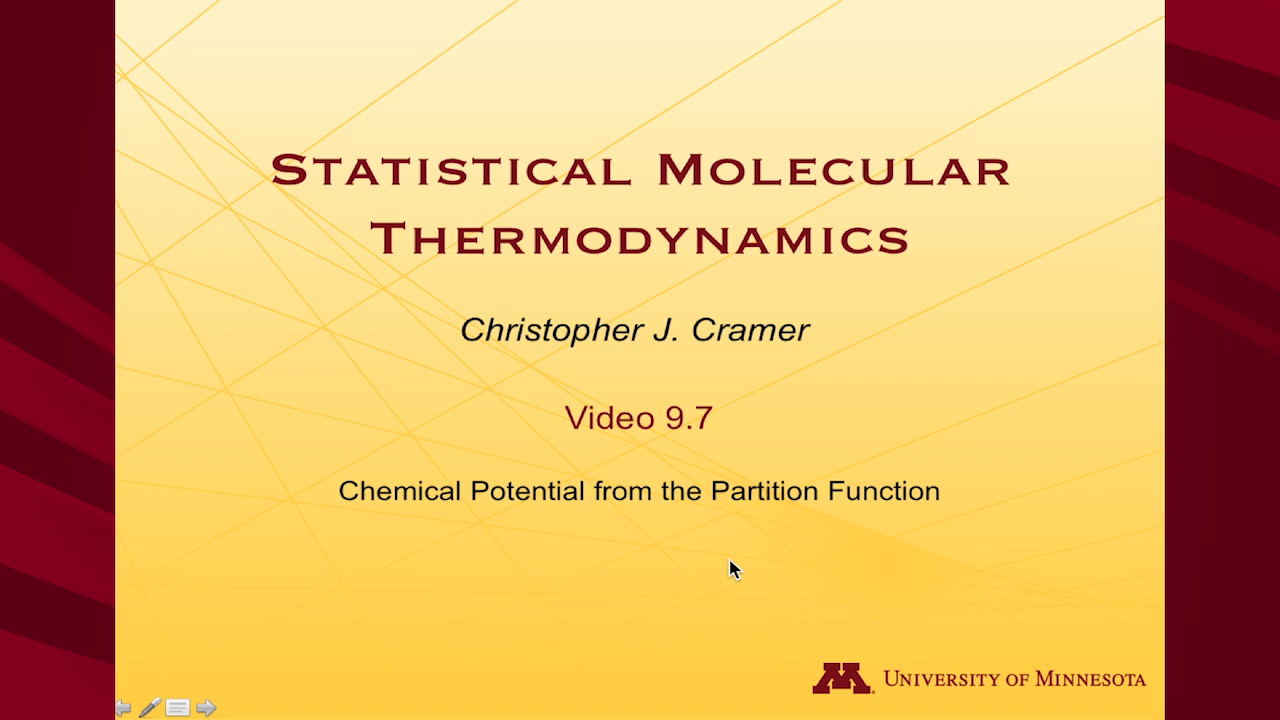 Statistical Molecular
Thermodynamics
Christopher J. Cramer
Video 9.7
Chemical Potential from the Partition Function
M University of Minnesota